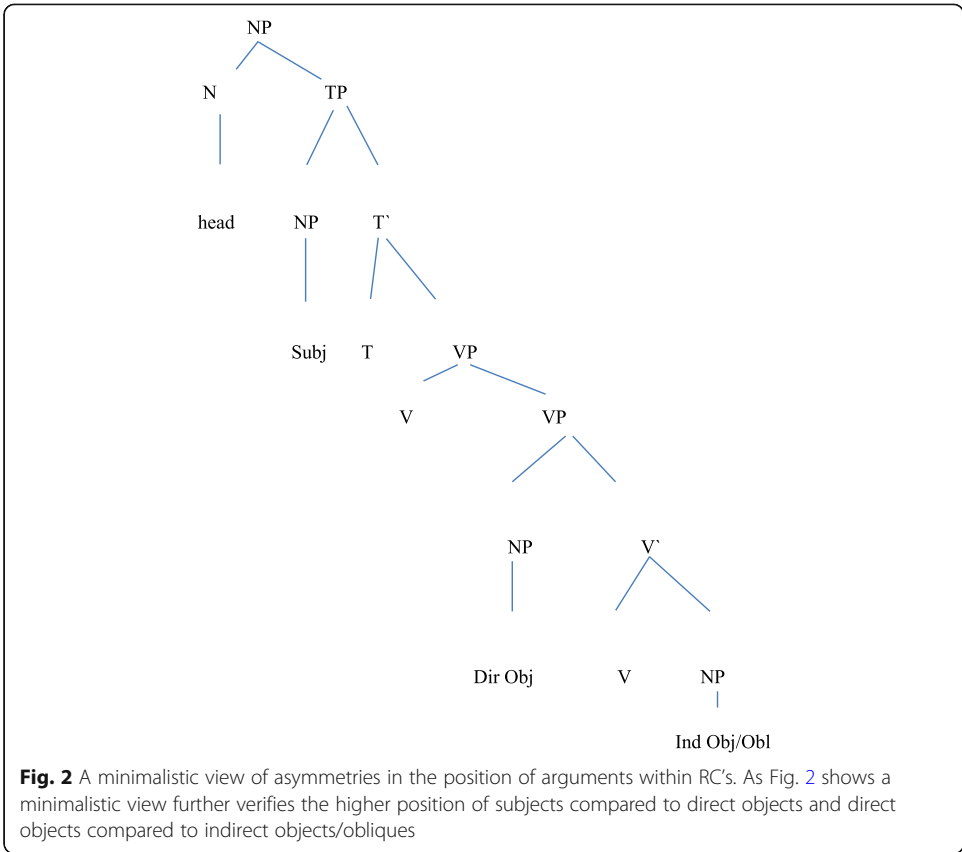 NP
N TP
head NP T`
Subj T VP
V VP
NP V`
Dir Obj V NP
Ind Obj/Obl
Fig. 2 A minimalistic view of asymmetries in the position of arguments within RC's. As Fig. 2 shows a
minimalistic view further verifies the higher position of subjects compared to direct objects and direct
objects compared to indirect objects/obliques